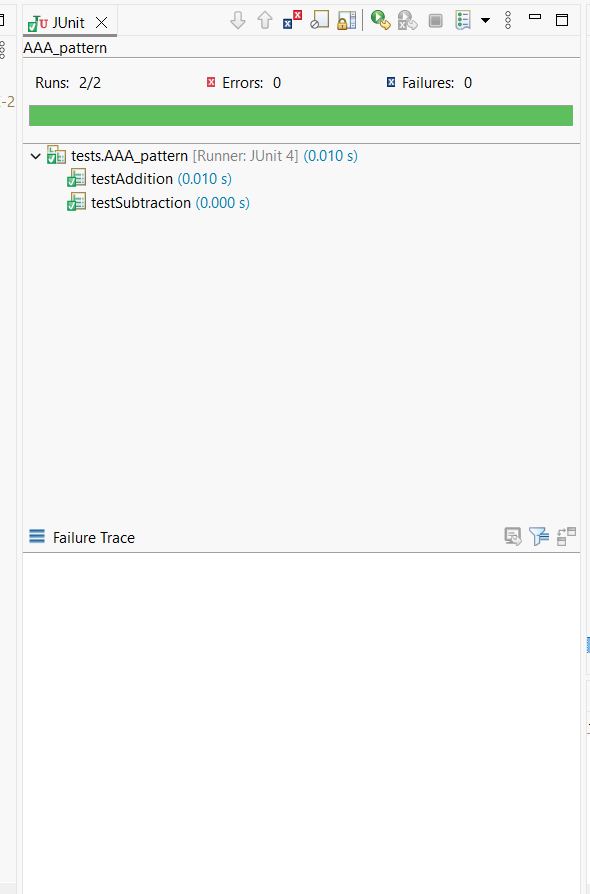 JUnit
AAA_pattern
Runs: 2/2 Errors: 0 Failures: 0
-2
tests.AAA_pattern [Runner: JUnit 4] (0.010 s)
testAddition (0.010 s)
testSubtraction (0.000 s)
Failure Trace